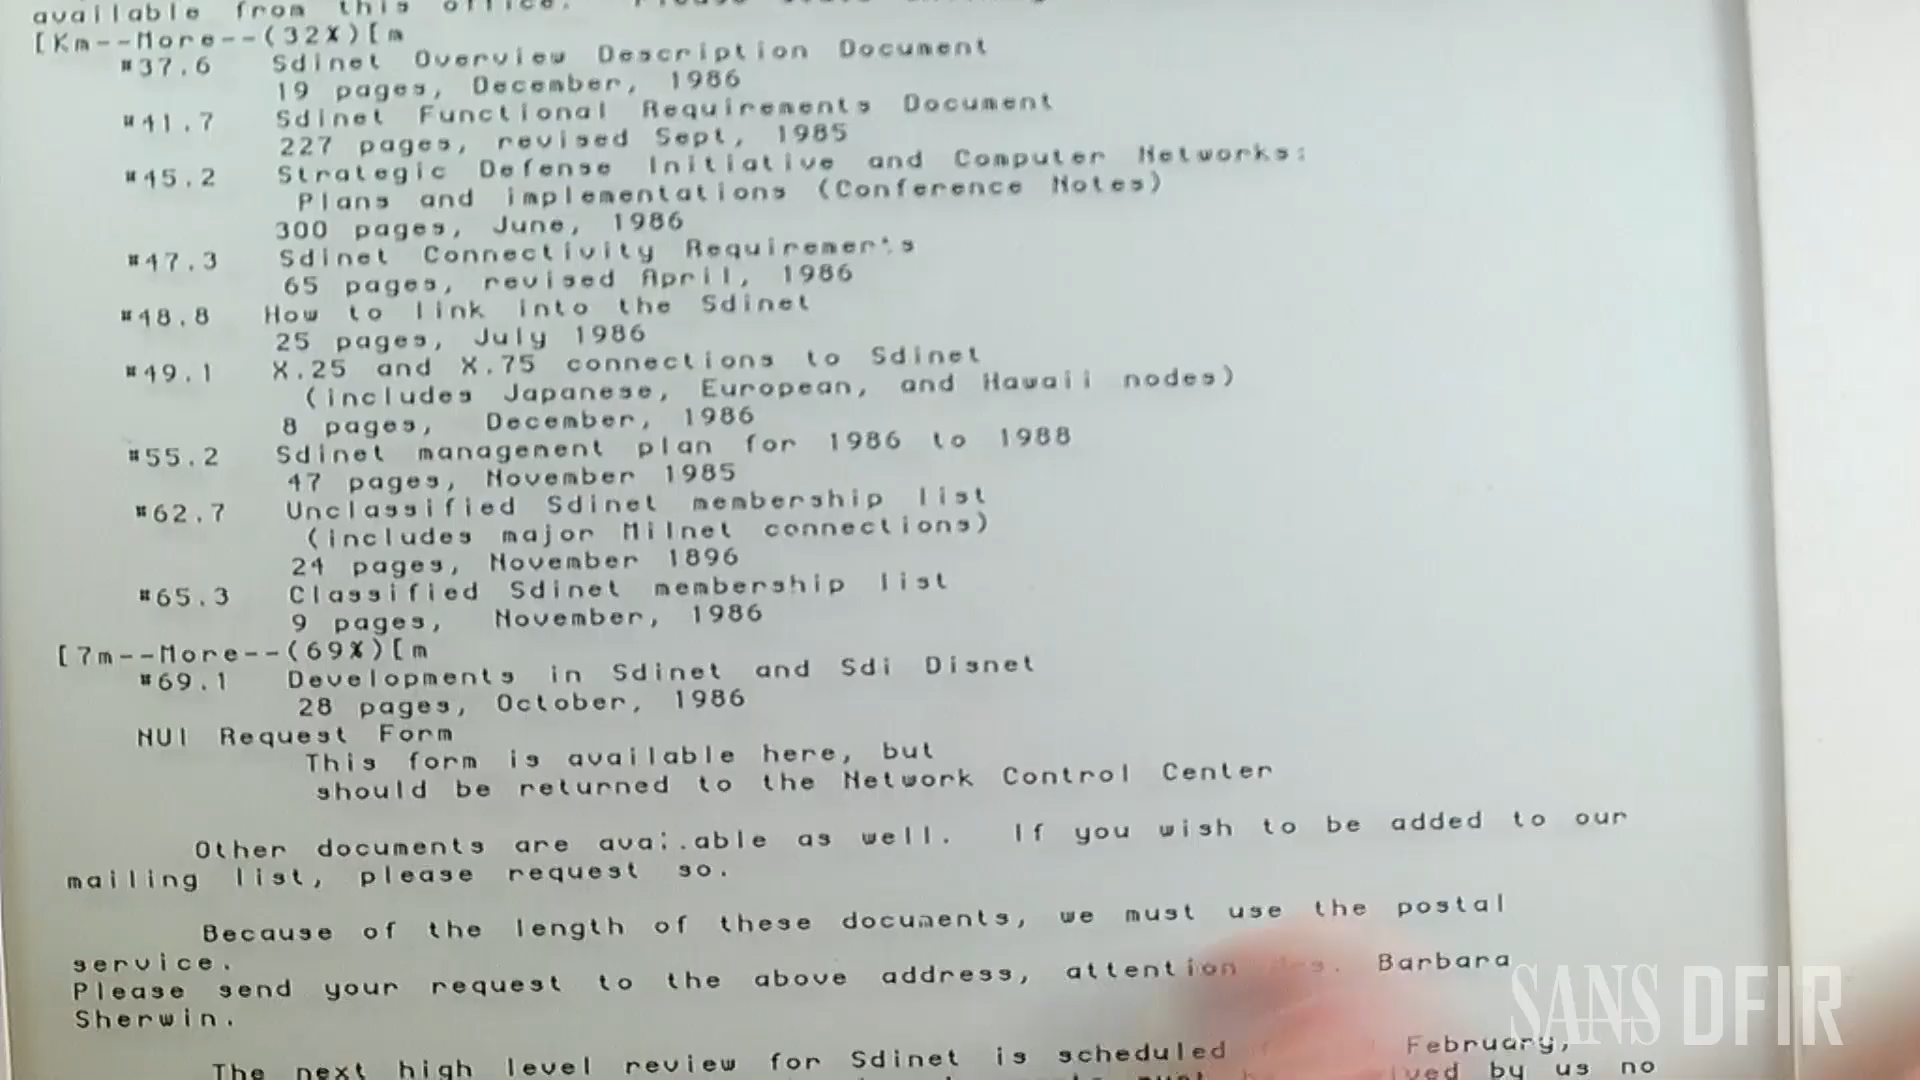 available from this office.
[Km--More--(32%)[m
#37.6 Sdinet Overview Description Document
19 pages, December, 1986
#41.7 Sdinet Functional Requirements Document
227 pages, revised Sept, 1985
#45.2 Strategic Defense Initiative and Computer Networks:
Plans and implementations (Conference Notes)
300 pages, June, 1986
#47.3 Sdinet Connectivity Requirements
65 pages, revised April, 1986
#48.8 How to link into the Sdinet
25 pages, July 1986
#49.1 X.25 and X.75 connections to Sdinet
(includes Japanese, European, and Hawaii nodes)
8 pages, December, 1986
#55.2 Sdinet management plan for 1986 to 1988
47 pages, November 1985
#62.7 Unclassified Sdinet membership list
(includes major Milnet connections)
24 pages, November 1896
#65.3 Classified Sdinet membership list
9 pages, November, 1986
[7m--More--(69%)[m
#69.1 Developments in Sdinet and Sdi Disnet
28 pages, October, 1986
NUI Request Form
This form is available here, but
should be returned to the Network Control Center
Other documents are available as well. If you wish to be added to our
mailing list, please request so.
Because of the length of these documents, we must use the postal
service.
Please send your request to the above address, attention Barbara
Sherwin.
The next high level review for Sdinet is scheduled February,
by us no
SANS DFIR